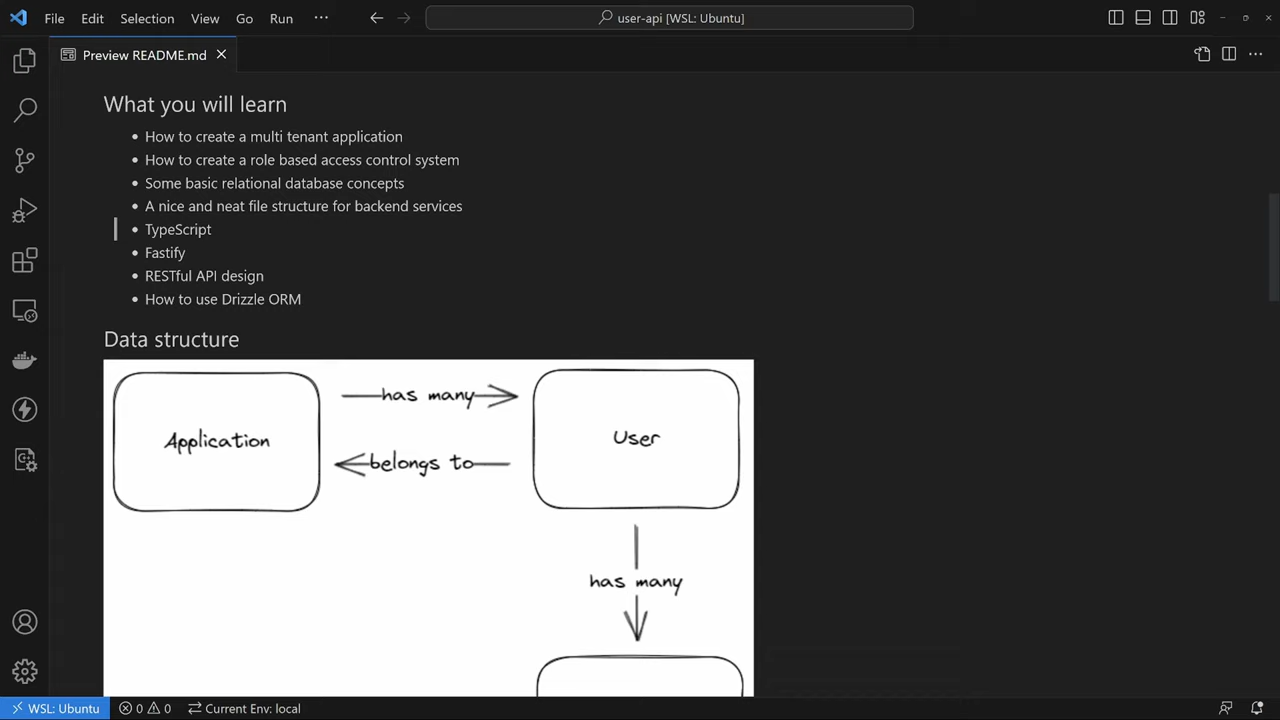 File Edit Selection View Go Run ··· user-api [WSL: Ubuntu]
Preview README.md
What you will learn
• How to create a multi tenant application
• How to create a role based access control system
• Some basic relational database concepts
• A nice and neat file structure for backend services
• TypeScript
• Fastify
• RESTful API design
• How to use Drizzle ORM
Data structure
has many
Application
User
belongs to
has many
WSL: Ubuntu 0 0 Current Env: local